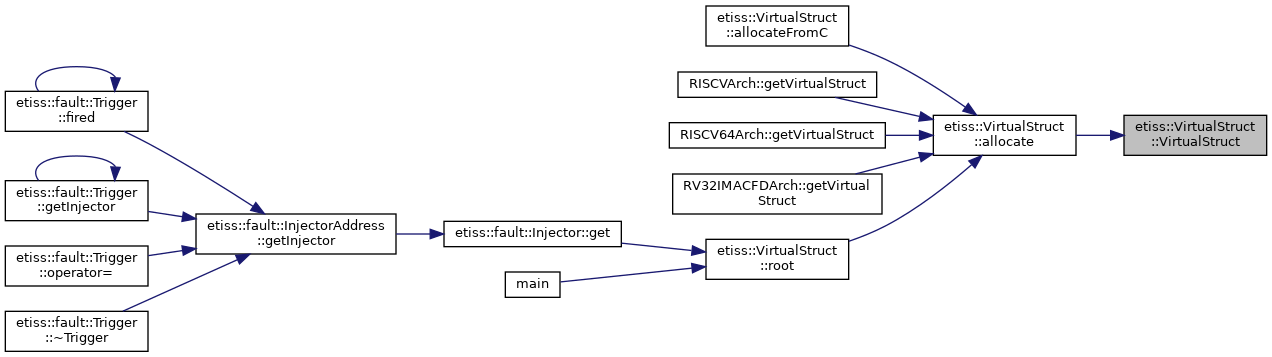 etiss::VirtualStruct
::allocateFromC
RISCVArch::getVirtualStruct
etiss::fault::Trigger
::fired
etiss::VirtualStruct
::allocate
etiss::VirtualStruct
::VirtualStruct
RISCV64Arch::getVirtualStruct
RV32IMACFDArch::getVirtual
Struct
etiss::fault::Trigger
::getInjector
etiss::fault::InjectorAddress
::getInjector
etiss::fault::Injector::get
etiss::VirtualStruct
::root
etiss::fault::Trigger
::operator=
main
etiss::fault::Trigger
::~Trigger